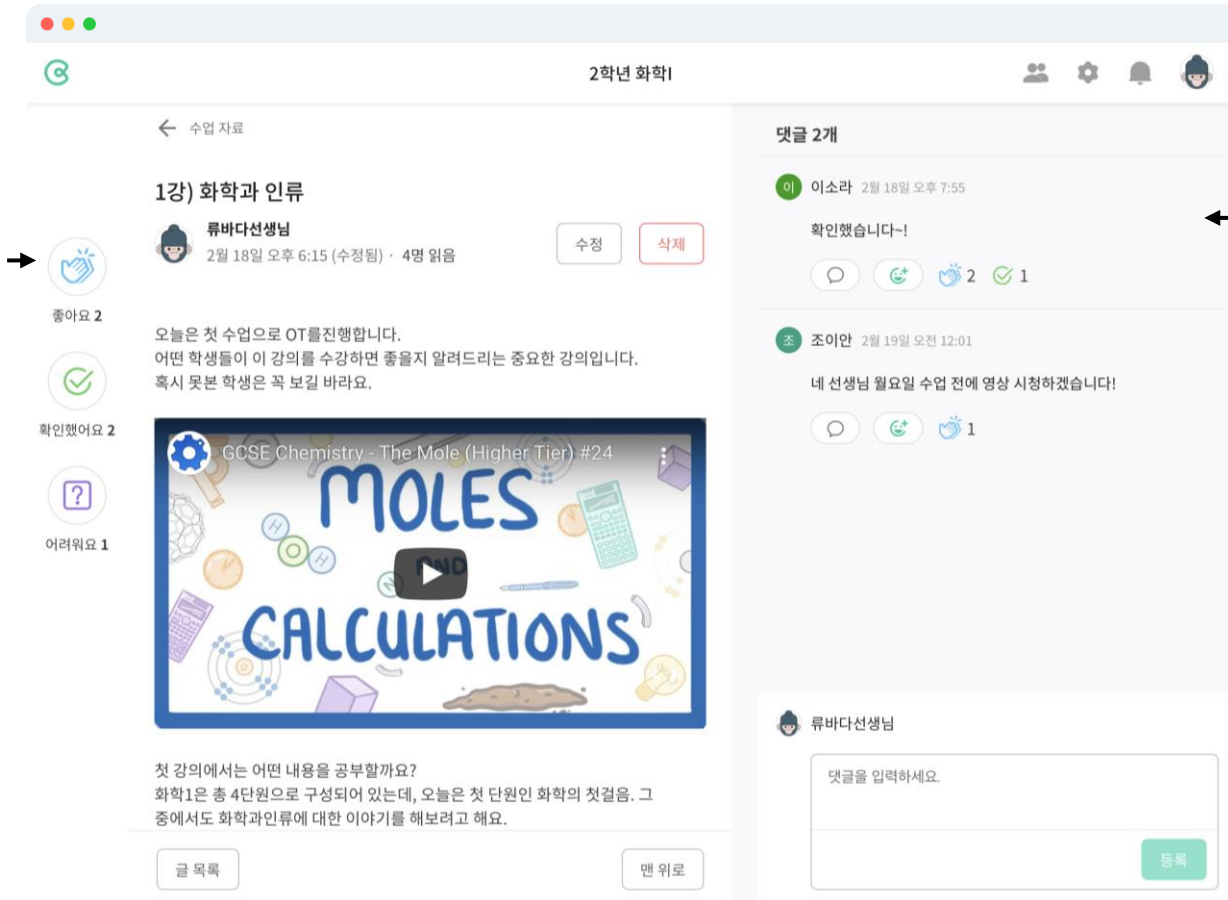 2학년 화학I
수업 자료
1강) 화학과 인류
류바다선생님
2월 18일 오후 6:15 (수정됨) · 4명 읽음
수정
삭제
좋아요 2
확인했어요 2
어려워요 1
오늘은 첫 수업으로 OT를진행합니다.
어떤 학생들이 이 강의를 수강하면 좋을지 알려드리는 중요한 강의입니다.
혹시 못본 학생은 꼭 보길 바라요.
GCSE Chemistry - The Mole (Higher Tier) #24
MOLES
AND
CALCULATIONS
H
O
H
N
첫 강의에서는 어떤 내용을 공부할까요?
화학1은 총 4단원으로 구성되어 있는데, 오늘은 첫 단원인 화학의 첫걸음. 그
중에서도 화학과인류에 대한 이야기를 해보려고 해요.
글 목록
맨 위로
댓글 2개
이
이소라 2월 18일 오후 7:55
확인했습니다~!
2
1
조
조이안 2월 19일 오전 12:01
네 선생님 월요일 수업 전에 영상 시청하겠습니다!
1
류바다선생님
댓글을 입력하세요.
등록